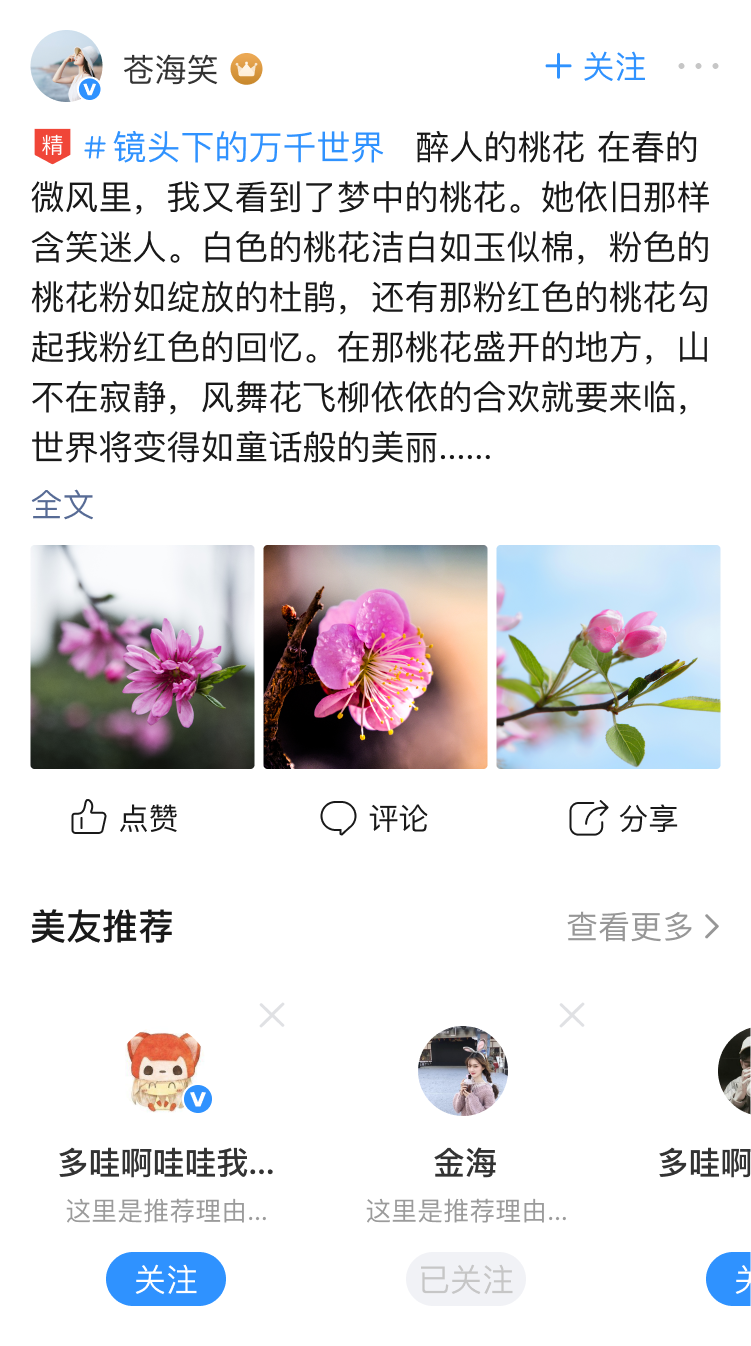 苍海笑
关注
精 #镜头下的万千世界 醉人的桃花 在春的
微风里，我又看到了梦中的桃花。她依旧那样
含笑迷人。白色的桃花洁白如玉似棉，粉色的
桃花粉如绽放的杜鹃，还有那粉红色的桃花勾
起我粉红色的回忆。在那桃花盛开的地方，山
不在寂静，风舞花飞柳依依的合欢就要来临，
世界将变得如童话般的美丽......
全文
点赞 评论 分享
美友推荐
查看更多
多哇啊哇哇我... 金海 多哇啊
这里是推荐理由... 这里是推荐理由...
关注 已关注